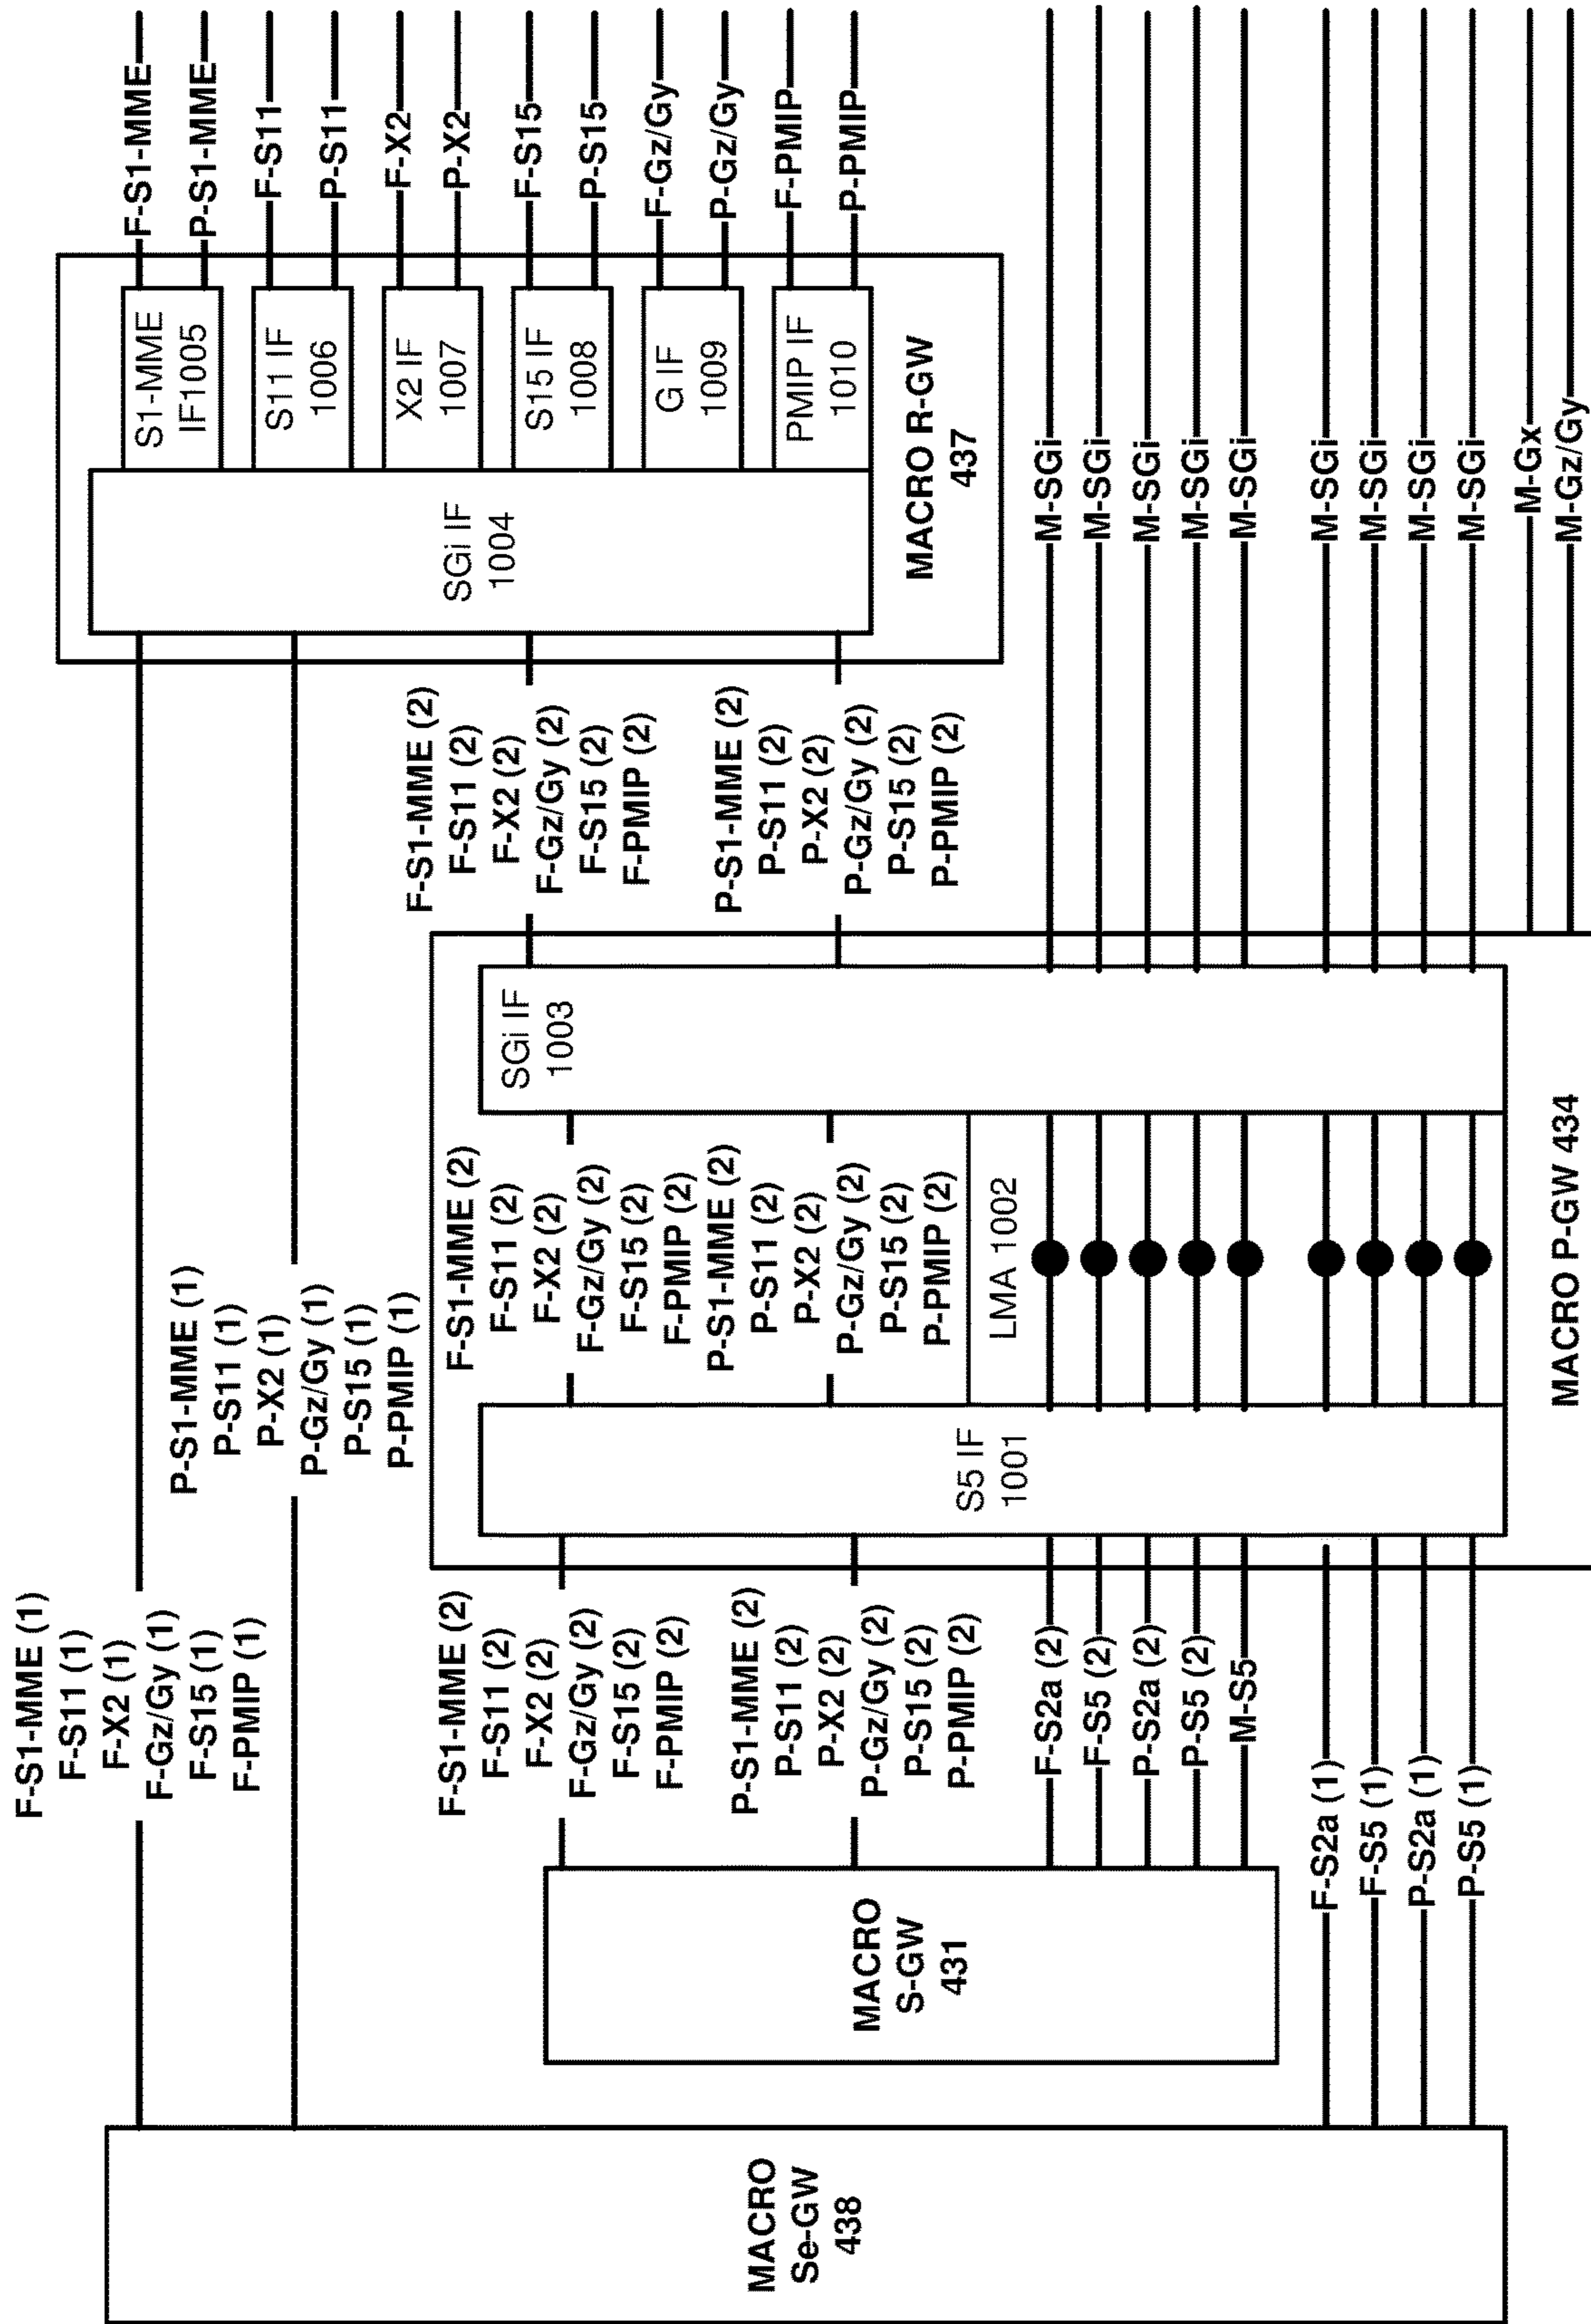 MACRO
Se-GW
438
F-S1-MME (1)
F-S11 (1)
F-X2 (1)
F-Gz/Gy (1)
F-S15 (1)
F-PMIP (1)
P-S1-MME (1)
P-S11 (1)
P-X2 (1)
P-Gz/Gy (1)
P-S15 (1)
P-PMIP (1)
MACRO
S-GW
431
F-S1-MME (2)
F-S11 (2)
F-X2 (2)
F-Gz/Gy (2)
F-S15 (2)
F-PMIP (2)
P-S1-MME (2)
P-S11 (2)
P-X2 (2)
P-Gz/Gy (2)
P-S15 (2)
P-PMIP (2)
F-S2a (2)
F-S5 (2)
P-S2a (2)
P-S5 (2)
M-S5
F-S2a (1)
F-S5 (1)
P-S2a (1)
P-S5 (1)
S5 IF
1001
F-S1-MME (2)
F-S11 (2)
F-X2 (2)
F-Gz/Gy (2)
F-S15 (2)
F-PMIP (2)
P-S1-MME (2)
P-S11 (2)
P-X2 (2)
P-Gz/Gy (2)
P-S15 (2)
P-PMIP (2)
LMA 1002
SGi IF
1003
MACRO P-GW 434
F-S1-MME (2)
F-S11 (2)
F-X2 (2)
F-Gz/Gy (2)
F-S15 (2)
F-PMIP (2)
P-S1-MME (2)
P-S11 (2)
P-X2 (2)
P-Gz/Gy (2)
P-S15 (2)
P-PMIP (2)
SGi IF
1004
S1-MME
IF1005
S11 IF
1006
X2 IF
1007
S15 IF
1008
G IF
1009
PMIP IF
1010
MACRO R-GW
437
F-S1-MME
P-S1-MME
F-S11
P-S11
F-X2
P-X2
F-S15
P-S15
F-Gz/Gy
P-Gz/Gy
F-PMIP
P-PMIP
M-SGi
M-SGi
M-SGi
M-SGi
M-SGi
M-SGi
M-SGi
M-SGi
M-SGi
M-Gx
M-Gz/Gy